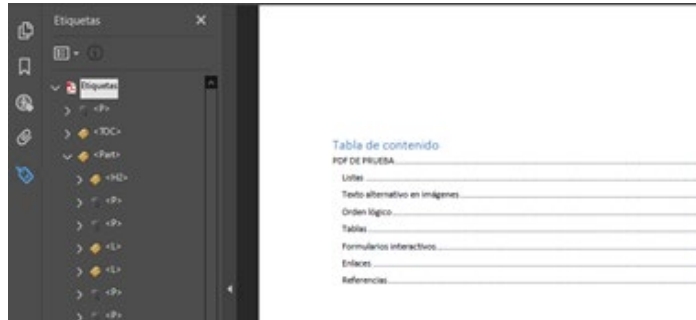 Etiquetas
Etiquetas
<P>
<TOC>
<Part>
<H2>
<P>
<P>
<L>
<L>
<P>
<P>
Tabla de contenido
PDF DE PRUEBA
Listas
Texto alternativo en imágenes
Orden lógico
Tablas
Formularios interactivos
Enlaces
Referencias